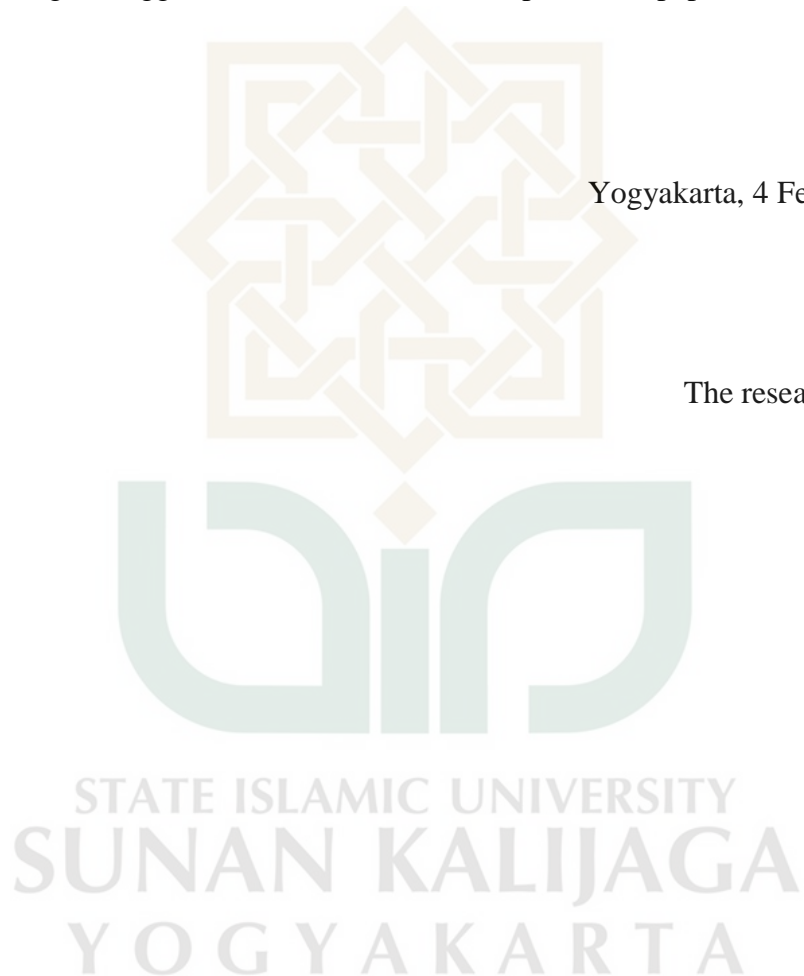 Yogyakarta, 4 Fe
The resea
STATE ISLAMIC UNIVERSITY
SUNAN KALIJAGA
YOGYAKARTA